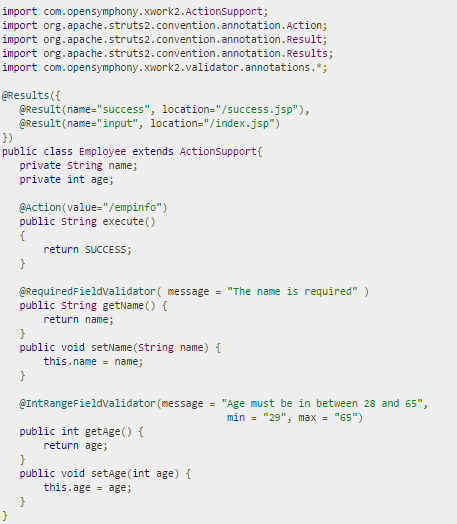 import com.opensymphony.xwork2.ActionSupport;
import org.apache.struts2.convention.annotation.Action;
import org.apache.struts2.convention.annotation.Result;
import org.apache.struts2.convention.annotation.Results;
import com.opensymphony.xwork2.validator.annotations.*;

@Results({
   @Result(name="success", location="/success.jsp"),
   @Result(name="input", location="/index.jsp")
})
public class Employee extends ActionSupport{
   private String name;
   private int age;

   @Action(value="/empinfo")
   public String execute()
   {
       return SUCCESS;
   }

   @RequiredFieldValidator( message = "The name is required" )
   public String getName() {
       return name;
   }
   public void setName(String name) {
       this.name = name;
   }

   @IntRangeFieldValidator(message = "Age must be in between 28 and 65",
                                      min = "29", max = "65")
   public int getAge() {
       return age;
   }
   public void setAge(int age) {
       this.age = age;
   }
}